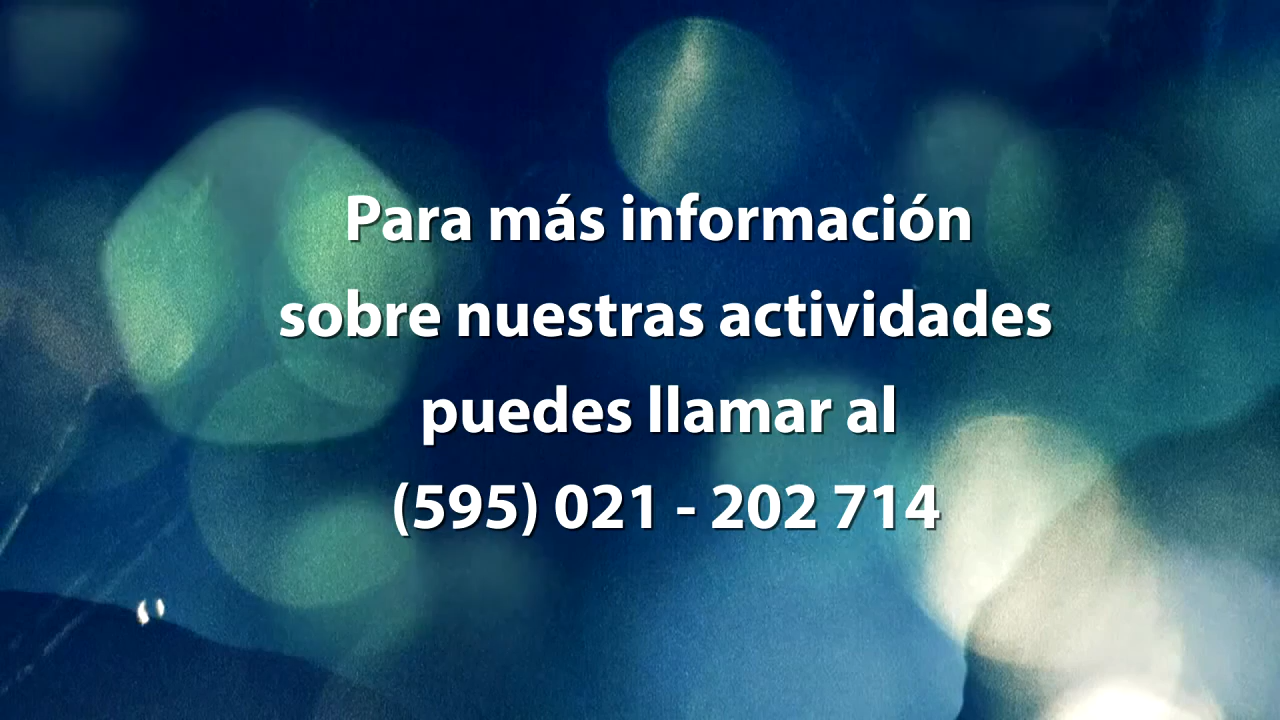 Para más información
sobre nuestras actividades
puedes llamar al
(595) 021 - 202 714